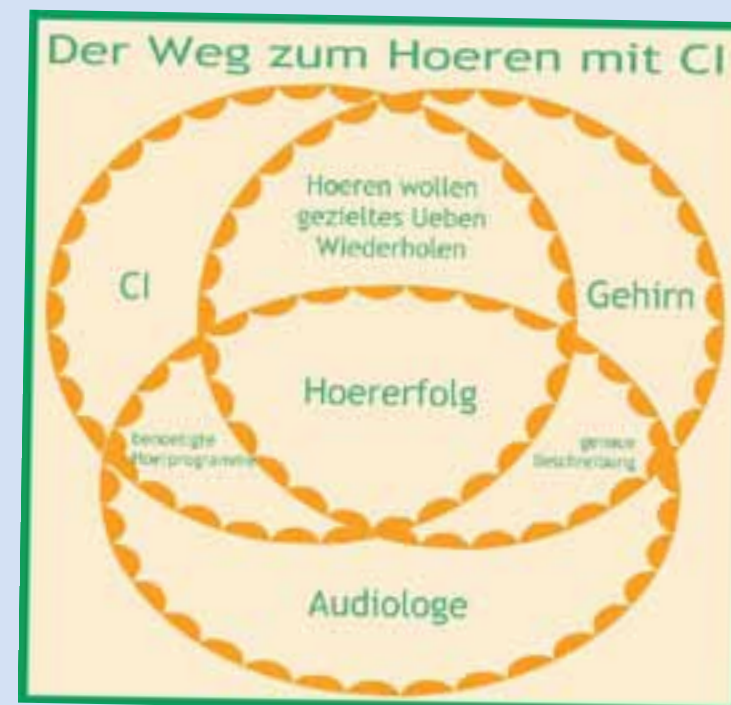 Der Weg zum Hoeren mit CI
Hoeren wollen
gezieltes Ueben
Wiederholen
CI
Gehirn
Hoererfolg
benoetigte
Hoerprogramme
genaue
Beschreibung
Audiologe